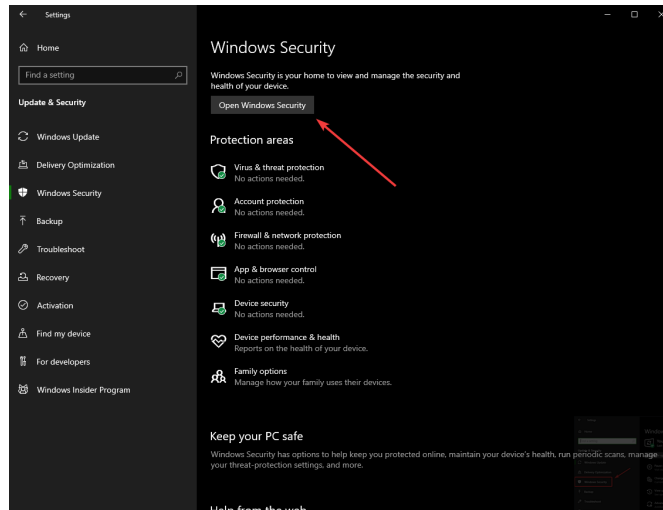 Settings
Home
Find a setting
Update & Security
Windows Update
Delivery Optimization
Windows Security
Backup
Troubleshoot
Recovery
Activation
Find my device
For developers
Windows Insider Program
Windows Security
Windows Security is your home to view and manage the security and
health of your device.
Open Windows Security
Protection areas
Virus & threat protection
No actions needed.
Account protection
No actions needed.
Firewall & network protection
No actions needed.
App & browser control
No actions needed.
Device security
No actions needed.
Device performance & health
Reports on the health of your device.
Family options
Manage how your family uses their devices.
Keep your PC safe
Windows Security has options to help keep you protected online, maintain your device's health, run periodic scans, manage
your threat-protection settings, and more.
Help from the web